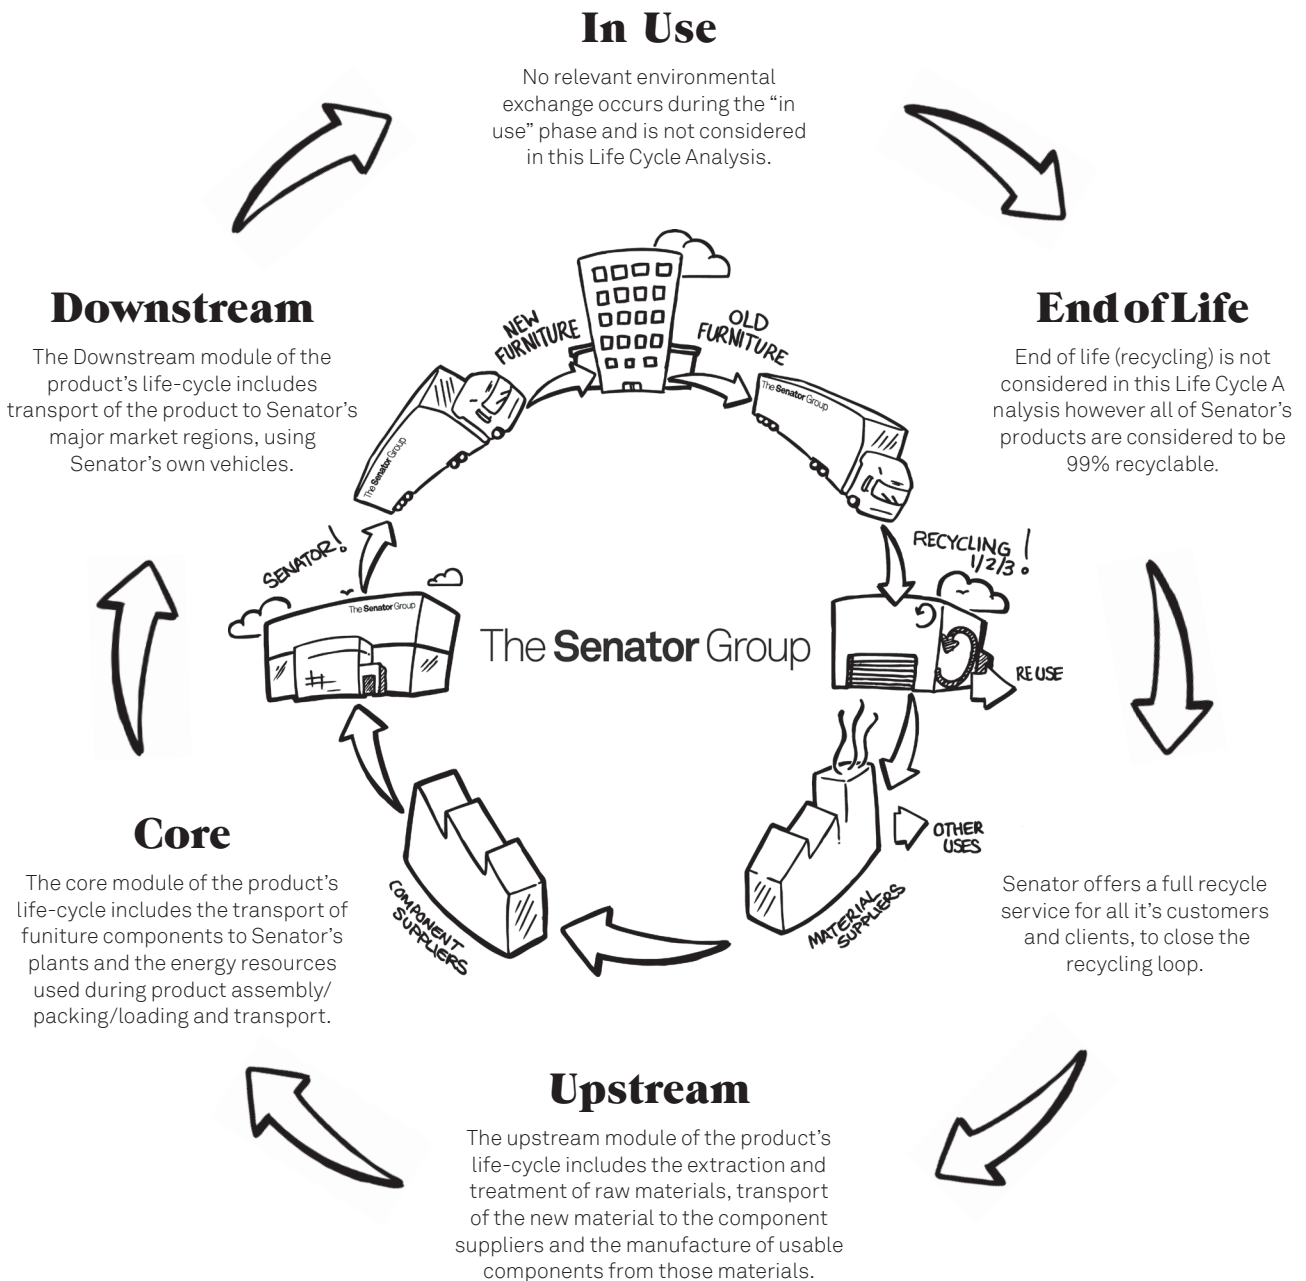 In Use
No relevant environmental
exchange occurs during the “in
use” phase and is not considered
in this Life Cycle Analysis.
Downstream
The Downstream module of the
product’s life-cycle includes
transport of the product to Senator’s
major market regions, using
Senator’s own vehicles.
End of Life
End of life (recycling) is not
considered in this Life Cycle A
nalysis however all of Senator’s
products are considered to be
99% recyclable.
NEW
FURNITURE
OLD
FURNITURE
The Senator Group
The Senator Group
SENATOR!
RECYCLING
1/2/3!
The Senator Group
The Senator Group
REUSE
OTHER
USES
COMPONENT
SUPPLIERS
MATERIAL
SUPPLIERS
Core
The core module of the product’s
life-cycle includes the transport of
funiture components to Senator’s
plants and the energy resources
used during product assembly/
packing/loading and transport.
Senator offers a full recycle
service for all it’s customers
and clients, to close the
recycling loop.
Upstream
The upstream module of the product’s
life-cycle includes the extraction and
treatment of raw materials, transport
of the new material to the component
suppliers and the manufacture of usable
components from those materials.